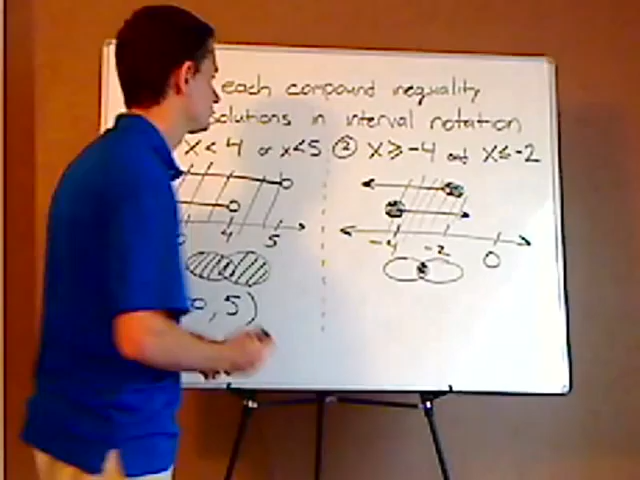 each compound inequality
solutions in interval notation
x < 4 or x < 5 ② x ≥ -4 and x ≤ -2
4 5
-4 -2 0
, 5)